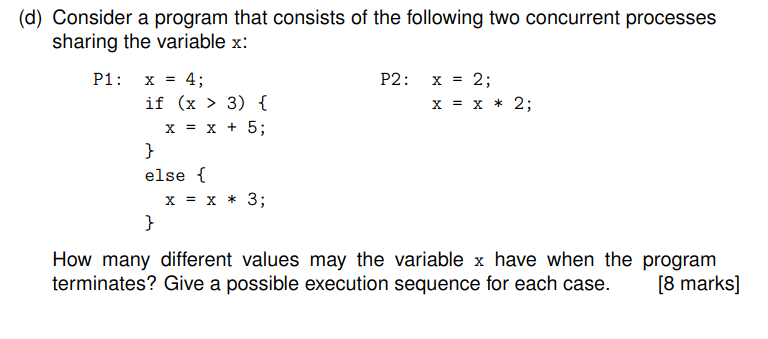 (d) Consider a program that consists of the following two concurrent processes
sharing the variable x:
P1: x = 4; P2: x = 2;
if (x > 3) { x = x * 2;
x = x + 5;
}
else {
x = x * 3;
}
How many different values may the variable x have when the program
terminates? Give a possible execution sequence for each case. [8 marks]